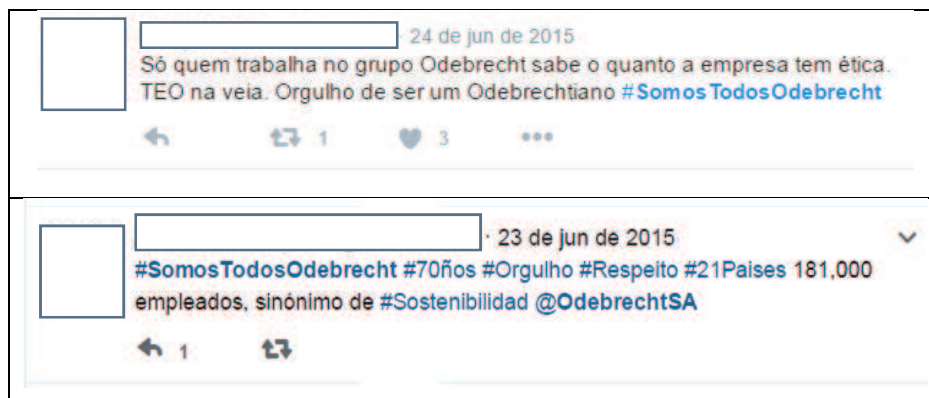 · 24 de jun de 2015
Só quem trabalha no grupo Odebrecht sabe o quanto a empresa tem ética.
TEO na veia. Orgulho de ser um Odebrechtiano #SomosTodosOdebrecht
1 3
· 23 de jun de 2015
#SomosTodosOdebrecht #70ños #Orgulho #Respeito #21Paises 181,000
empleados, sinónimo de #Sostenibilidad @OdebrechtSA
1